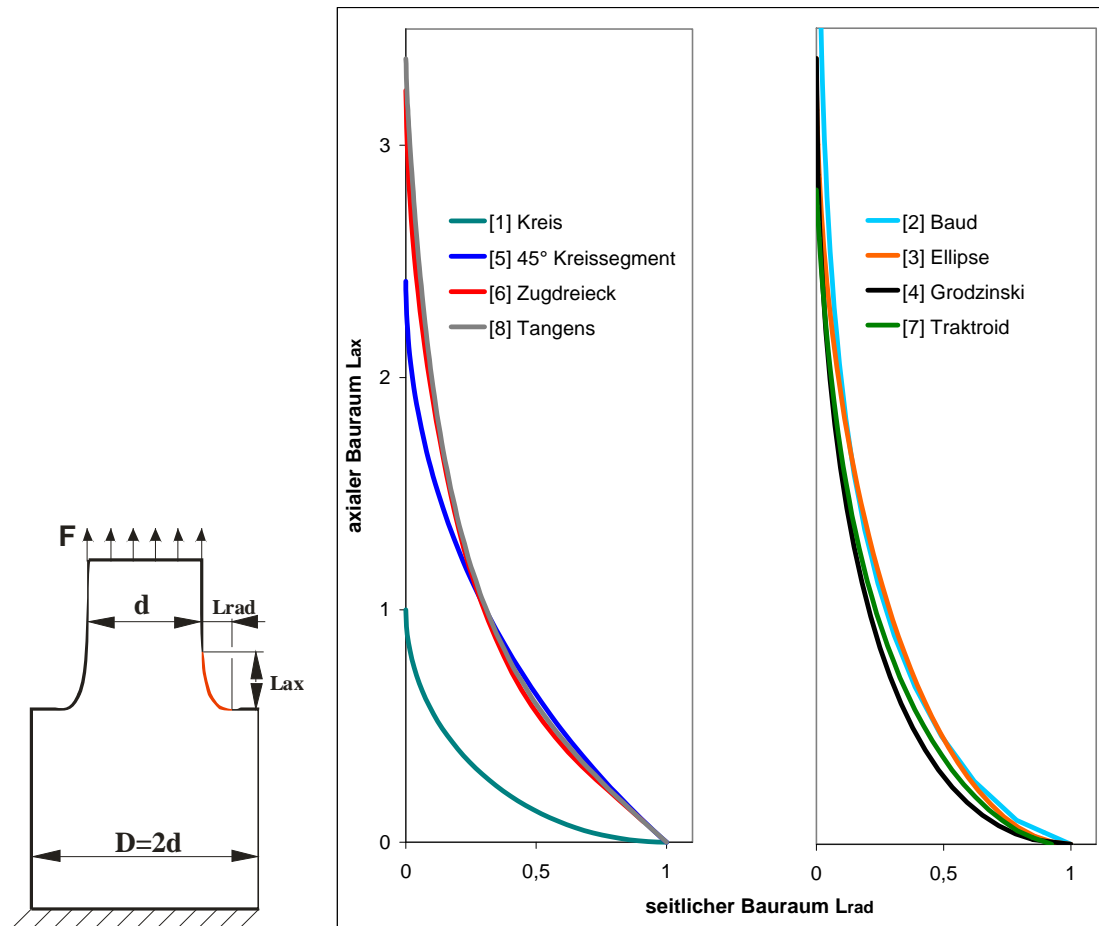 F
d
Lrad
Lax
D=2d
axialer Bauraum Lax
3
2
1
0
[1] Kreis
[5] 45° Kreissegment
[6] Zugdreieck
[8] Tangens
[2] Baud
[3] Ellipse
[4] Grodzinski
[7] Traktroid
0 0,5 1
0 0,5 1
seitlicher Bauraum Lrad